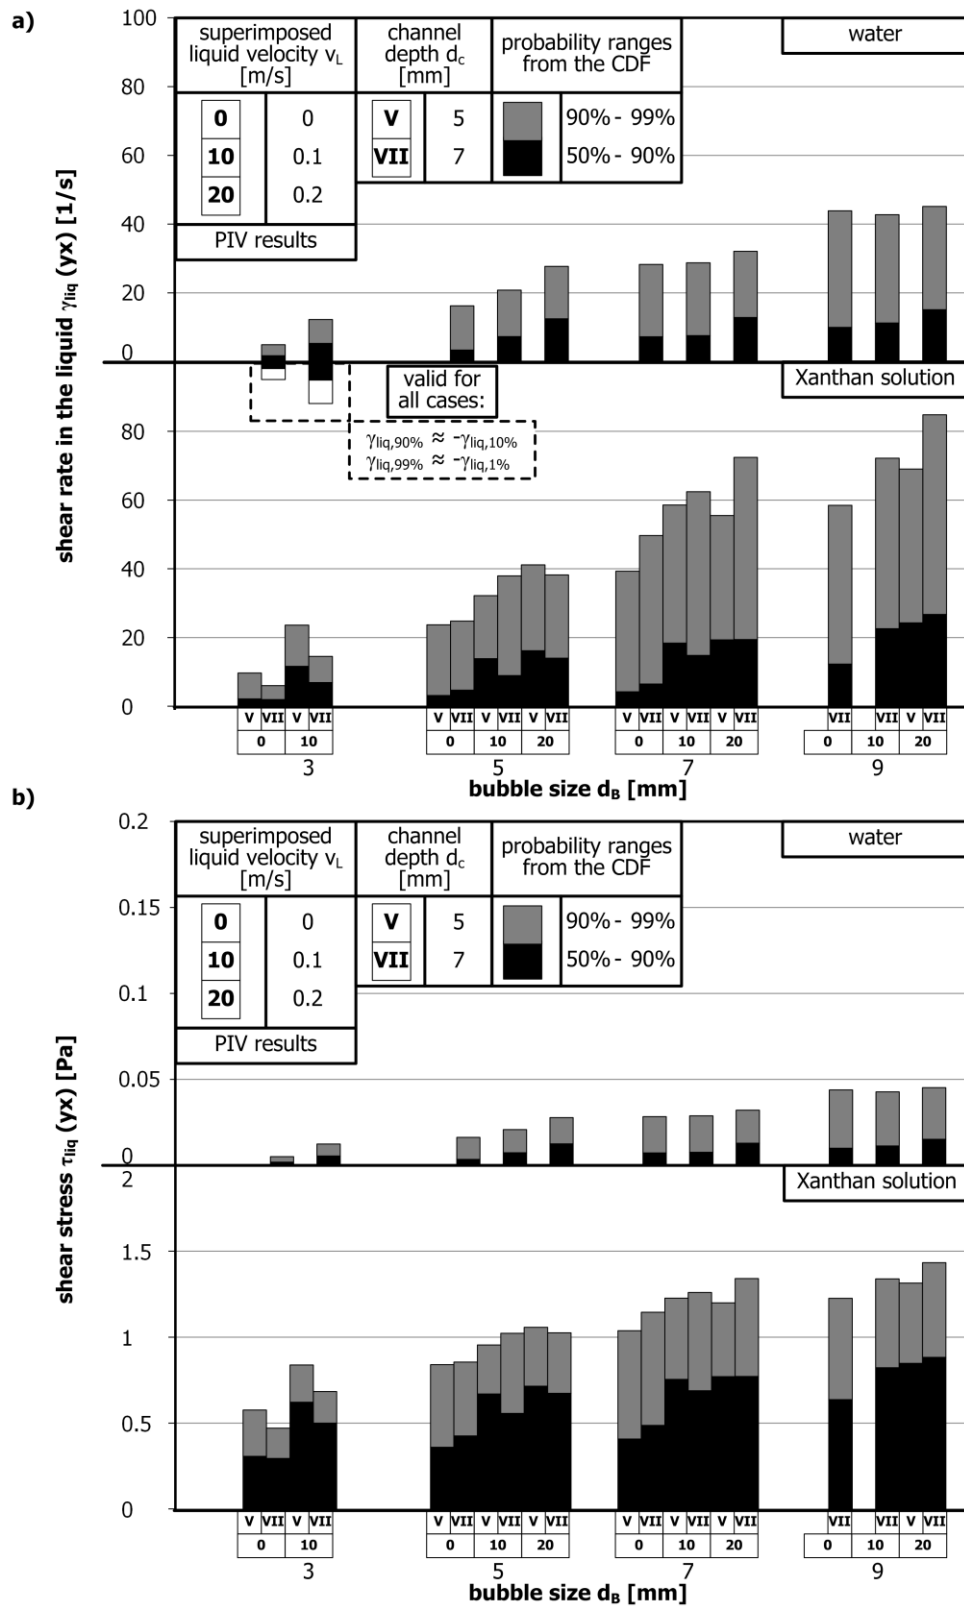 a)
100
80
60
40
20
0
superimposed
liquid velocity vL
[m/s]
channel
depth dc
[mm]
probability ranges
from the CDF
water
0 0
10 0.1
20 0.2
V 5
VII 7
90% - 99%
50% - 90%
PIV results
shear rate in the liquid γliq (yx) [1/s]
valid for
all cases:
γliq,90% ≈ -γliq,10%
γliq,99% ≈ -γliq,1%
Xanthan solution
80
60
40
20
0
V VII V VII V VII V VII V VII V VII V VII V VII VII VII V VII
0 10 0 10 20 0 10 20 0 10 20
3 5 7 9
bubble size dB [mm]
b)
0.2
0.15
0.1
0.05
0
superimposed
liquid velocity vL
[m/s]
channel
depth dc
[mm]
probability ranges
from the CDF
water
0 0
10 0.1
20 0.2
V 5
VII 7
90% - 99%
50% - 90%
PIV results
shear stress τliq (yx) [Pa]
Xanthan solution
2
1.5
1
0.5
0
V VII V VII V VII V VII V VII V VII V VII V VII VII VII V VII
0 10 0 10 20 0 10 20 0 10 20
3 5 7 9
bubble size dB [mm]